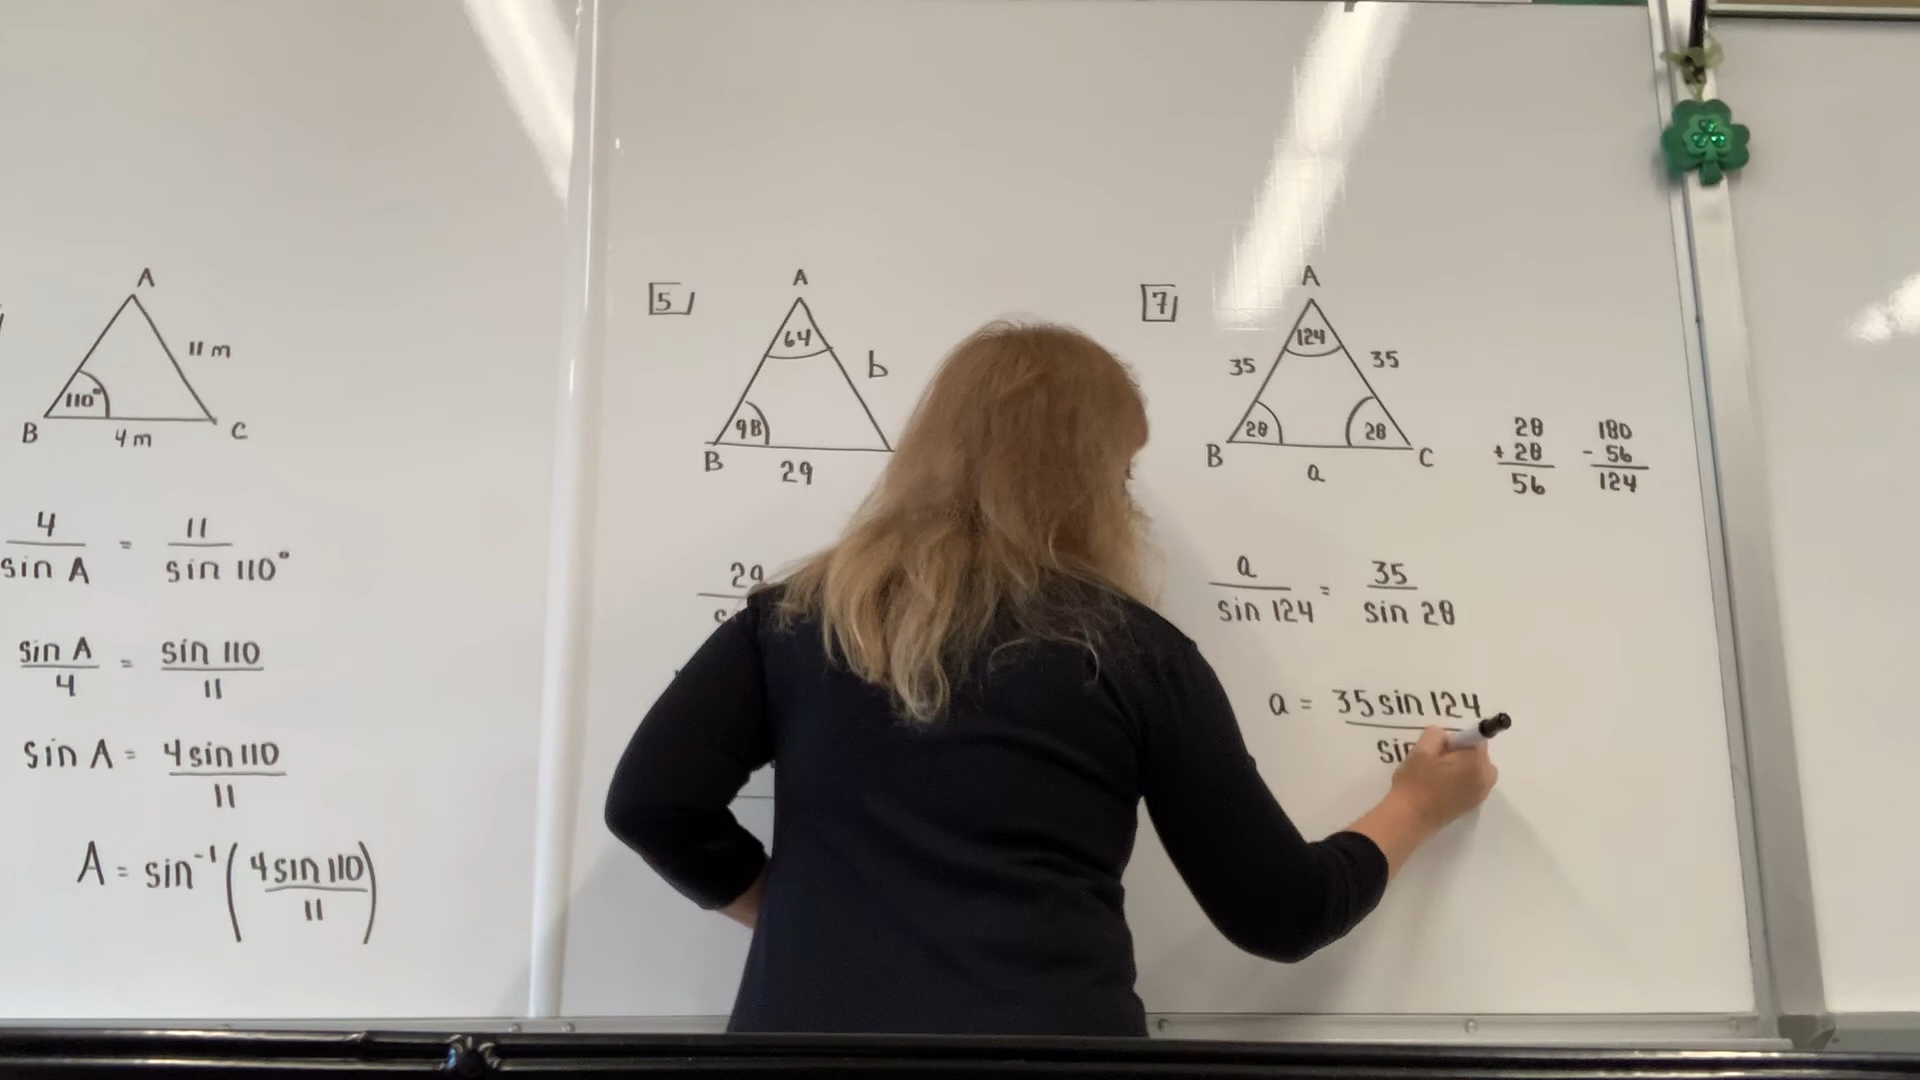 A
11 m
110°
B
4 m
C
4 = 11
sin A sin 110°
sin A = sin 110
4 11
sin A = 4 sin 110
11
A = sin⁻¹ ( 4 sin 110 )
11
5
A
64
b
98
B
29
29
7
A
124
35
35
28
28
B
a
C
28
+ 28
56
180
- 56
124
a = 35
sin 124 sin 28
a = 35 sin 124
sin